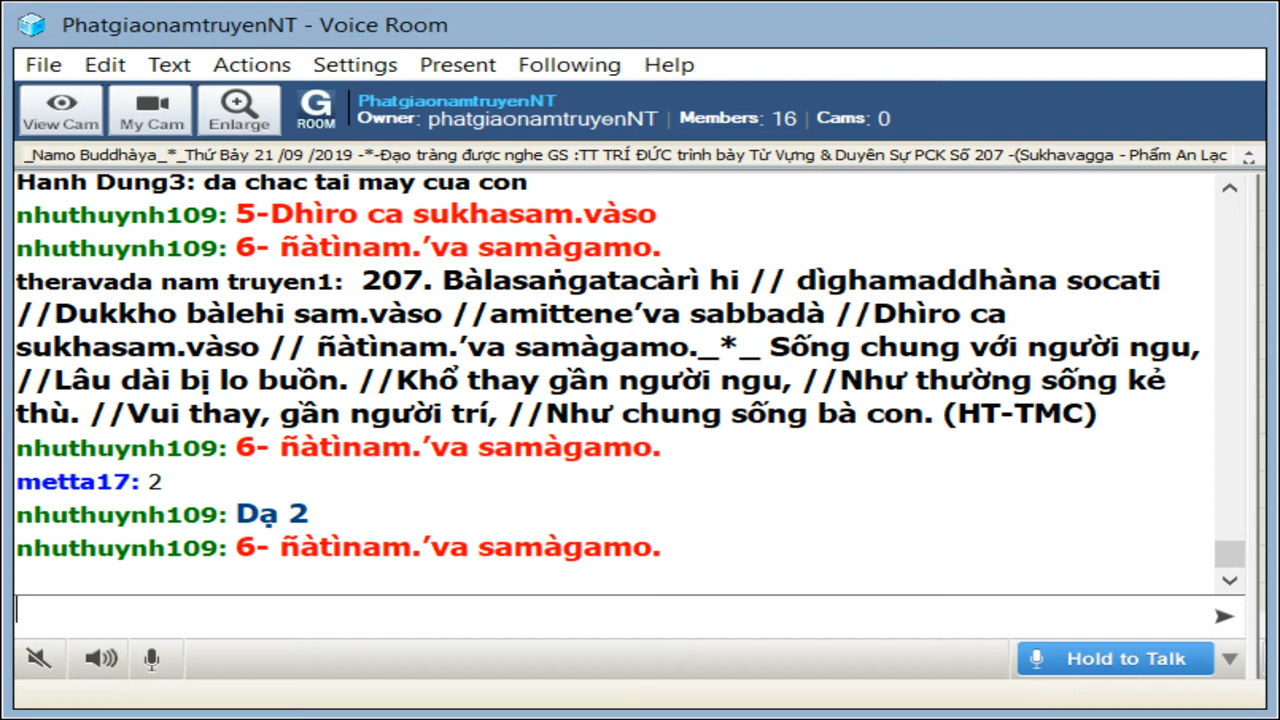 PhatgiaonamtruyenNT - Voice Room
File Edit Text Actions Settings Present Following Help
View Cam My Cam Enlarge G ROOM
PhatgiaonamtruyenNT
Owner: phatgiaonamtruyenNT | Members: 16 | Cams: 0
_Namo Buddhàya_*_Thứ Bảy 21 /09 /2019 -*-Đạo tràng được nghe GS :TT TRÍ ĐỨC trình bày Từ Vựng & Duyên Sự PCK Số 207 -(Sukhavagga - Phẩm An Lạc
Hanh Dung3: da chac tai may cua con
nhuthuynh109: 5-Dhìro ca sukhasam.vàso
nhuthuynh109: 6- ñàtìnam.’va samàgamo.
theravada nam truyen1: 207. Bàlasaṅgatacàrì hi // dìghamaddhàna socati
//Dukkho bàlehi sam.vàso //amittene’va sabbadà //Dhìro ca
sukhasam.vàso // ñàtìnam.’va samàgamo._*_ Sống chung với người ngu,
//Lâu dài bị lo buồn. //Khổ thay gần người ngu, //Như thường sống kẻ
thù. //Vui thay, gần người trí, //Như chung sống bà con. (HT-TMC)
nhuthuynh109: 6- ñàtìnam.’va samàgamo.
metta17: 2
nhuthuynh109: Dạ 2
nhuthuynh109: 6- ñàtìnam.’va samàgamo.
Hold to Talk